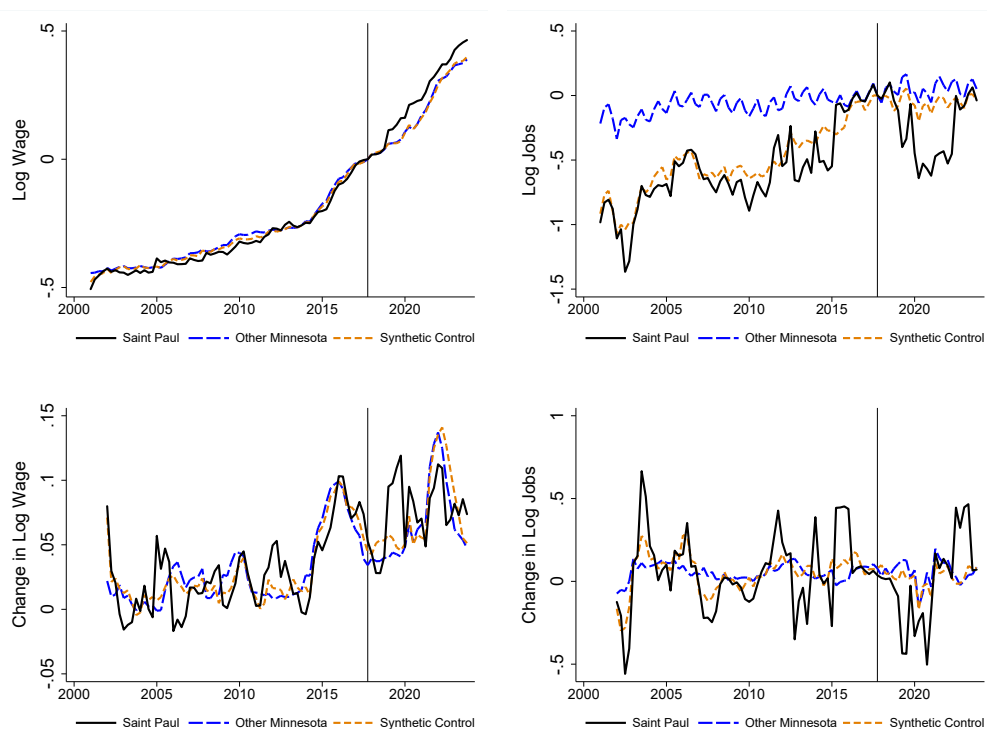 .5
0
-.5
Log Wage
2000 2005 2010 2015 2020
Saint Paul Other Minnesota Synthetic Control
.5
0
-.5
-1
-1.5
Log Jobs
2000 2005 2010 2015 2020
Saint Paul Other Minnesota Synthetic Control
.15
.1
.05
0
-.05
Change in Log Wage
2000 2005 2010 2015 2020
Saint Paul Other Minnesota Synthetic Control
1
.5
0
-.5
Change in Log Jobs
2000 2005 2010 2015 2020
Saint Paul Other Minnesota Synthetic Control